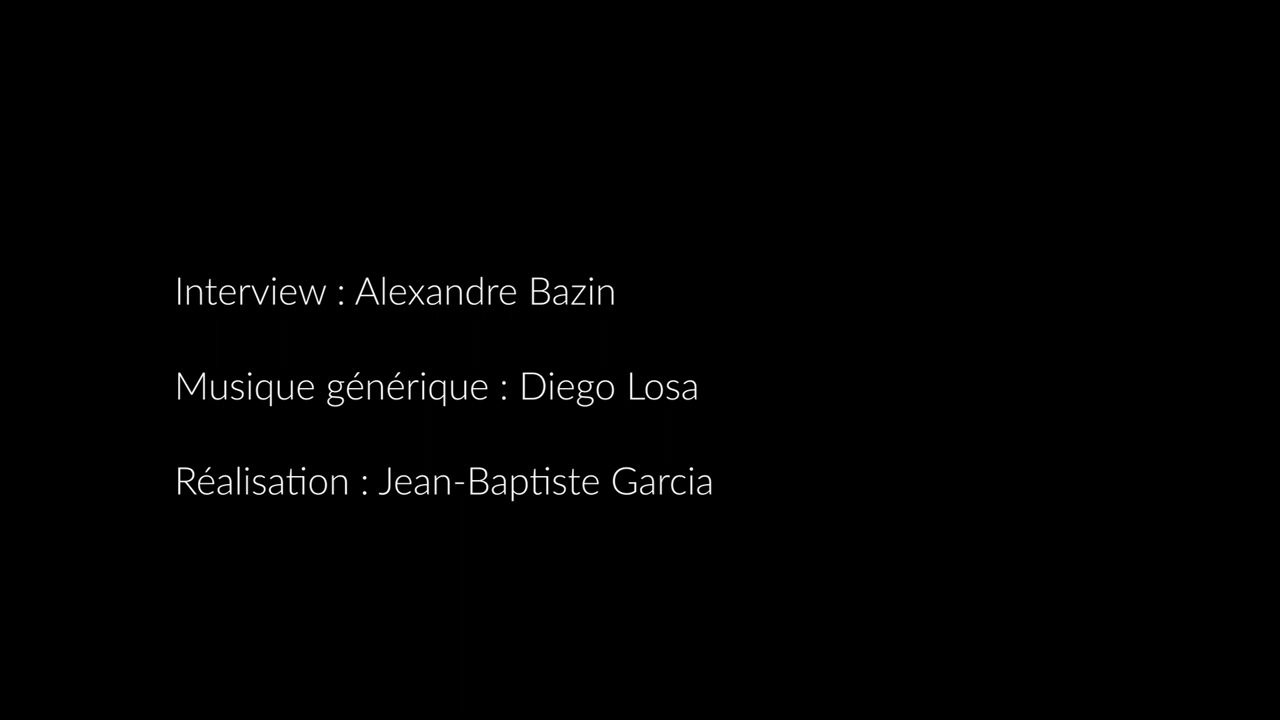 Interview : Alexandre Bazin
Musique générique : Diego Losa
Réalisation : Jean-Baptiste Garcia